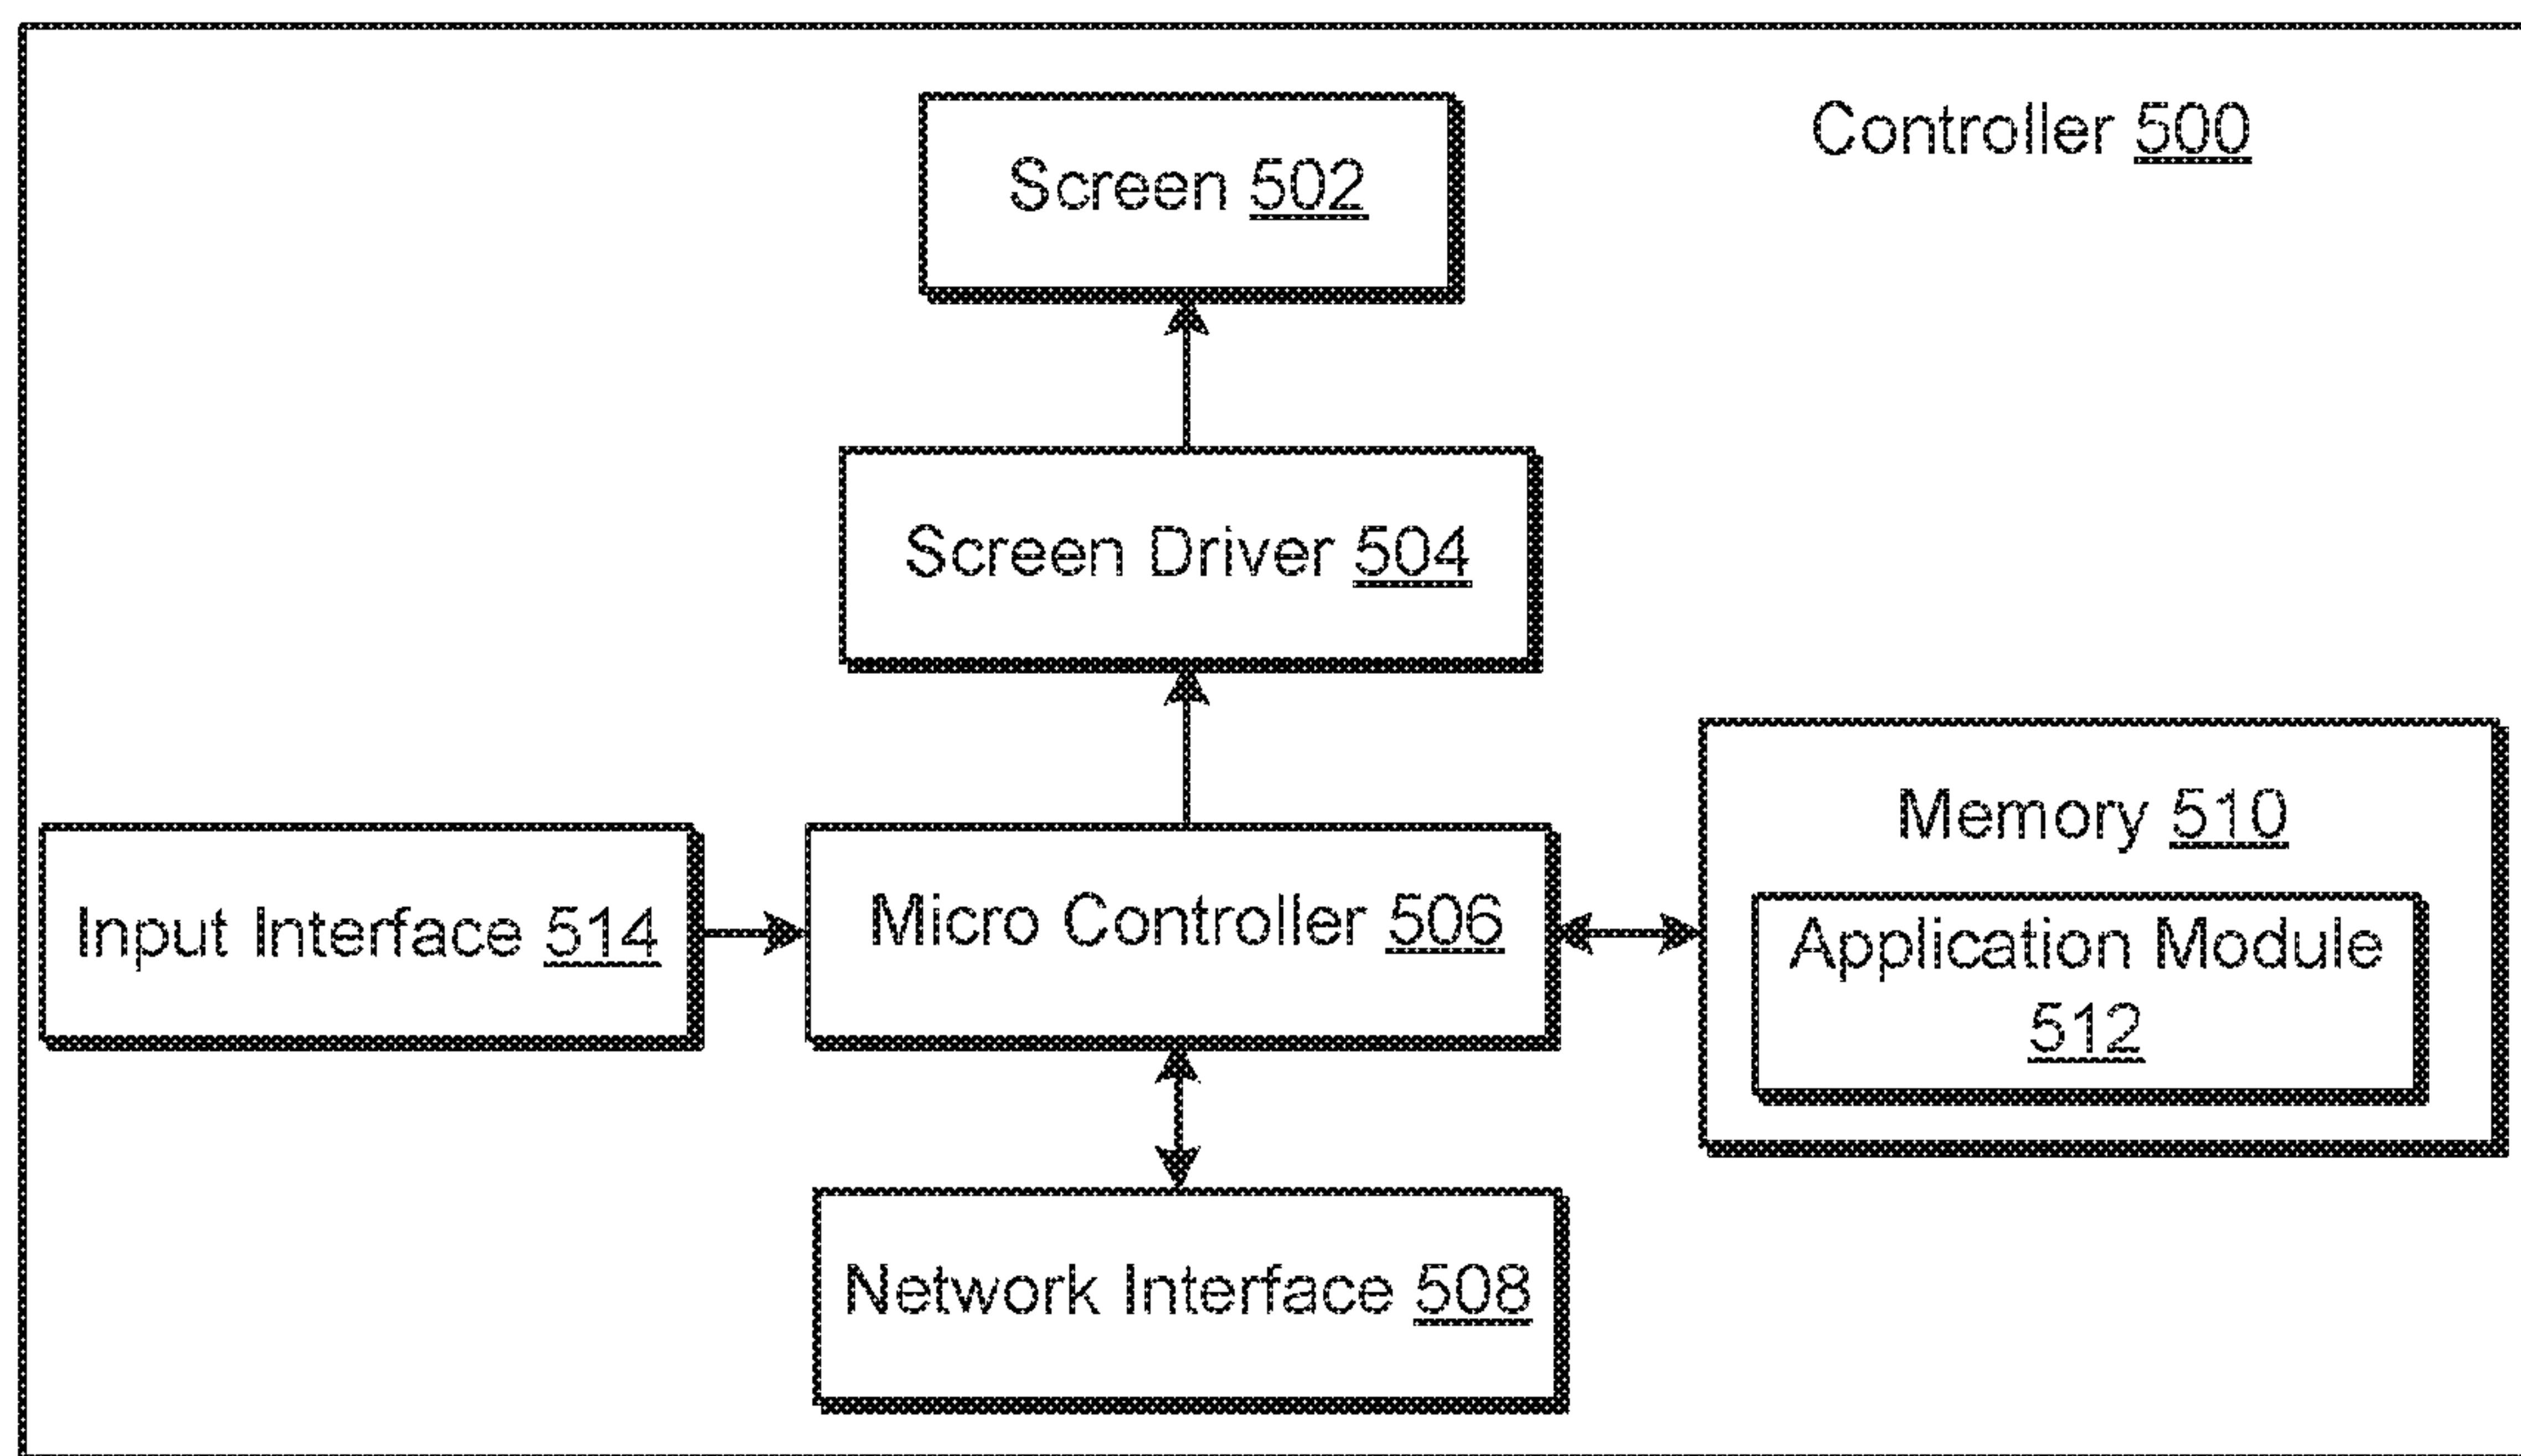 Controller 500
Screen 502
Screen Driver 504
Input Interface 514
Micro Controller 506
Memory 510
Application Module
512
Network Interface 508